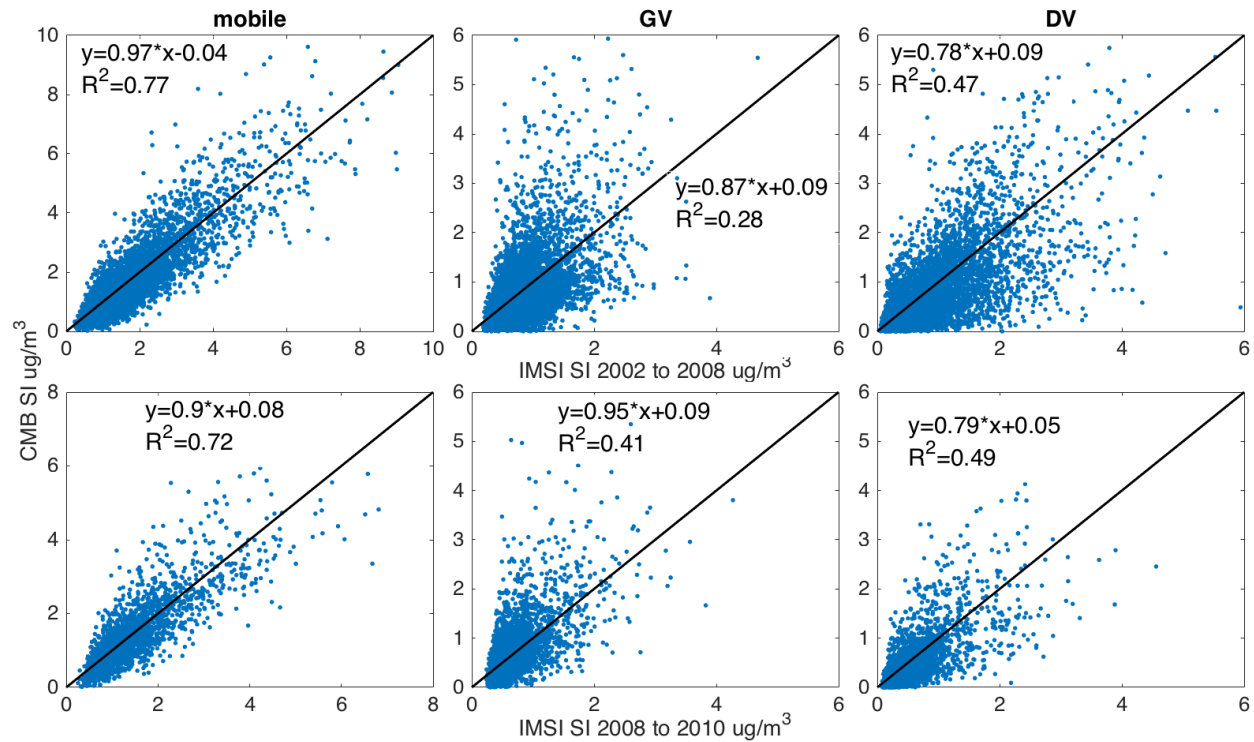 mobile
GV
DV
y=0.97*x-0.04
R²=0.77
10
8
6
4
2
0
0 2 4 6 8 10
y=0.87*x+0.09
R²=0.28
6
5
4
3
2
1
0
0 2 4 6
y=0.78*x+0.09
R²=0.47
6
5
4
3
2
1
0
0 2 4 6
CMB SI ug/m³
IMSI SI 2002 to 2008 ug/m³
y=0.9*x+0.08
R²=0.72
8
6
4
2
0
0 2 4 6 8
y=0.95*x+0.09
R²=0.41
6
5
4
3
2
1
0
0 2 4 6
y=0.79*x+0.05
R²=0.49
6
5
4
3
2
1
0
0 2 4 6
IMSI SI 2008 to 2010 ug/m³